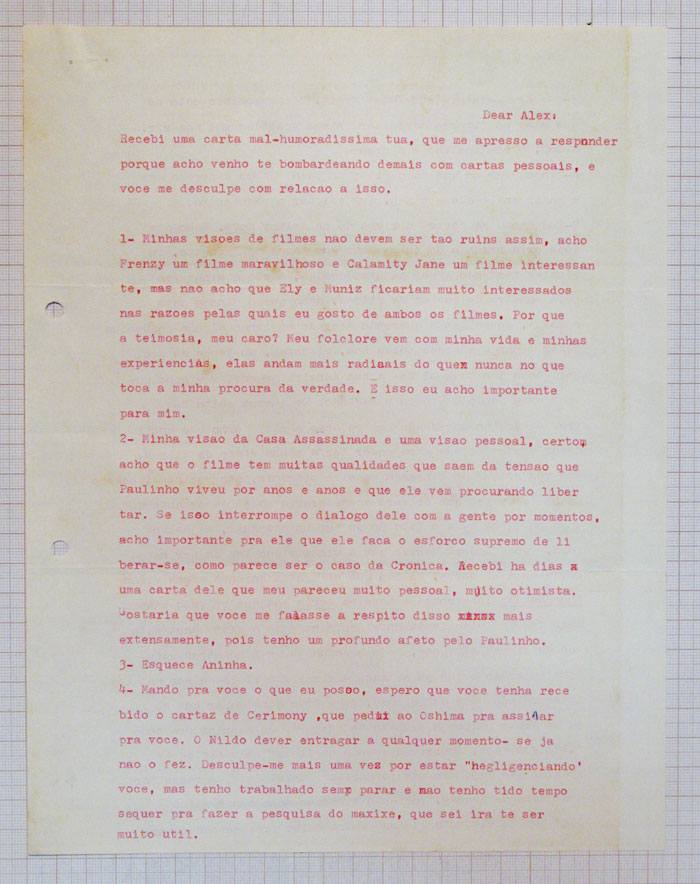 Dear Alex:
Recebi uma carta mal-humoradissima tua, que me apresso a responder
porque acho venho te bombardeando demais com cartas pessoais, e
voce me desculpe com relacao a isso.
1- Minhas visoes de filmes nao devem ser tao ruins assim, acho
Frenzy um filme maravilhoso e Calamity Jane um filme interessan
te, mas nao acho que Ely e Muniz ficariam muito interessados
nas razoes pelas quais eu gosto de ambos os filmes. Por que
a teimosia, meu caro? Meu folclore vem com minha vida e minhas
experiencias, elas andam mais radiaais do que nunca no que
toca a minha procura da verdade. E isso eu acho importante
para mim.
2- Minha visao da Casa Assassinada e uma visao pessoal, certo,
acho que o filme tem muitas qualidades que saem da tensao que
Paulinho viveu por anos e anos e que ele vem procurando liber
tar. Se isso interrompe o dialogo dele com a gente por momentos,
acho importante pra ele que ele faca o esforco supremo de li
berar-se, como parece ser o caso da Cronica. Recebi ha dias
uma carta dele que meu pareceu muito pessoal, muito otimista.
Gostaria que voce me falasse a respito disso mais
extensamente, pois tenho um profundo afeto pelo Paulinho.
3- Esquece Aninha.
4- Mando pra voce o que eu posso, espero que voce tenha rece
bido o cartaz de Cerimony ,que pedi ao Oshima pra assinar
pra voce. O Nildo dever entragar a qualquer momento- se ja
nao o fez. Desculpe-me mais uma vez por estar "hegligenciando'
voce, mas tenho trabalhado sem parar e nao tenho tido tempo
sequer pra fazer a pesquisa do maxixe, que sei ira te ser
muito util.